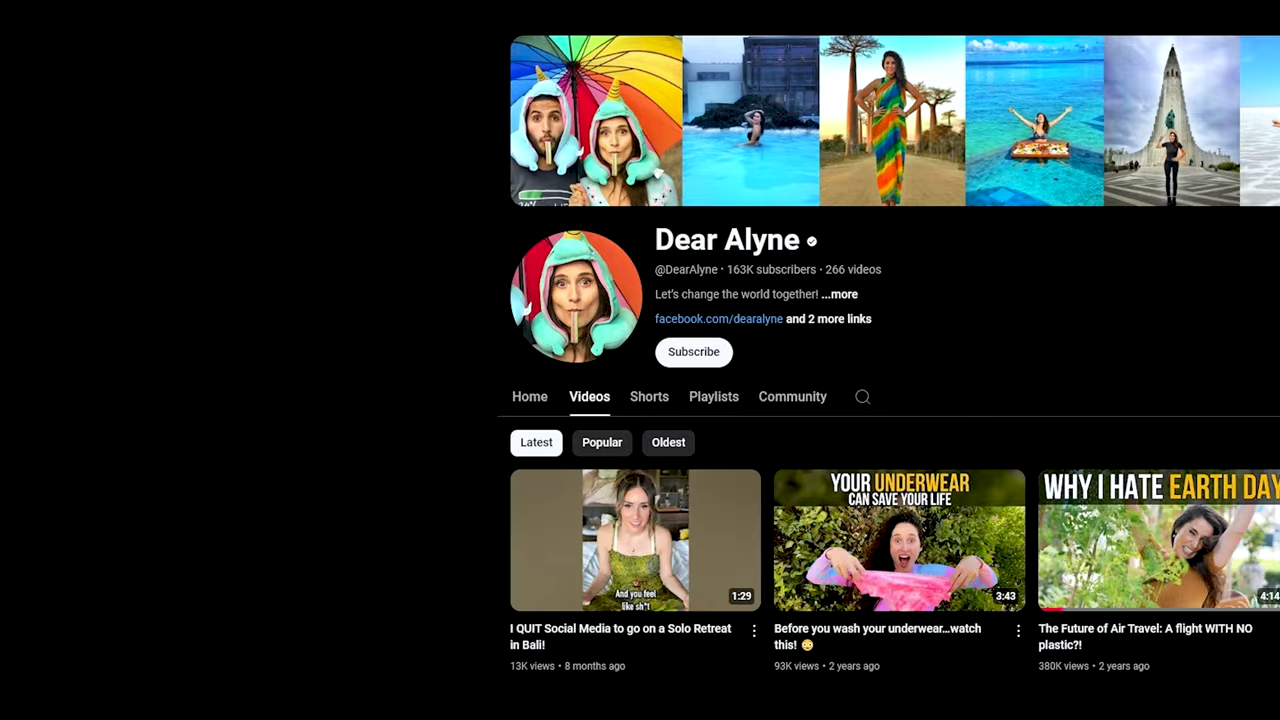 Dear Alyne
@DearAlyne · 163K subscribers · 266 videos
Let's change the world together! ...more
facebook.com/dearalyne and 2 more links
Subscribe
Home Videos Shorts Playlists Community
Latest Popular Oldest
And you feel
like sh*t
1:29
YOUR UNDERWEAR
CAN SAVE YOUR LIFE
3:43
WHY I HATE EARTH DAY
4:14
I QUIT Social Media to go on a Solo Retreat
in Bali!
13K views • 8 months ago
Before you wash your underwear...watch
this! 😳
93K views • 2 years ago
The Future of Air Travel: A flight WITH NO
plastic?!
380K views • 2 years ago